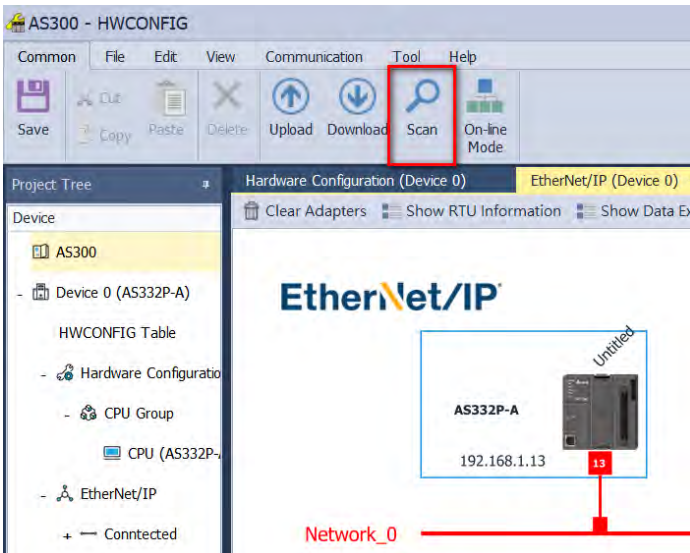 AS300 - HWCONFIG
Common File Edit View Communication Tool Help
Save Cut Copy Paste Delete Upload Download Scan On-line Mode
Project Tree
Hardware Configuration (Device 0) EtherNet/IP (Device 0)
Device
Clear Adapters Show RTU Information Show Data Ex
AS300
Device 0 (AS332P-A)
HWCONFIG Table
Hardware Configuratio
CPU Group
CPU (AS332P-
EtherNet/IP
Conntected
EtherNet/IP
Untitled
AS332P-A
192.168.1.13
13
Network_0